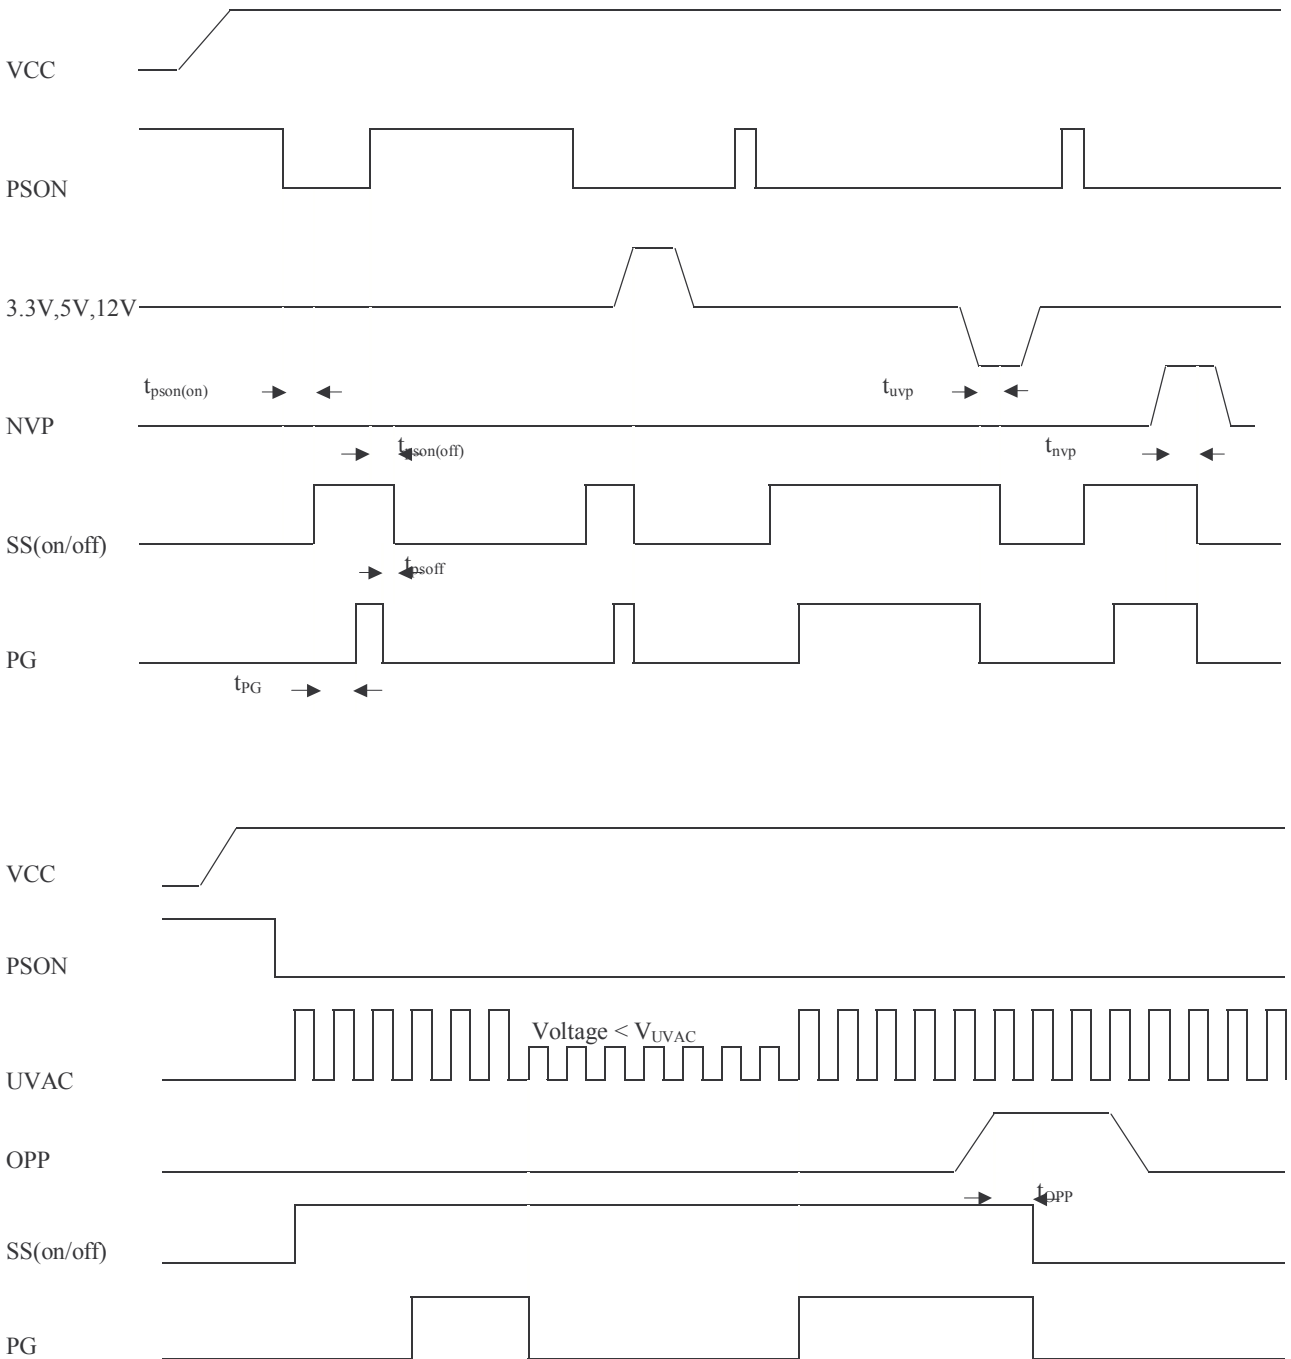 VCC
PSON
3.3V,5V,12V
tpson(on)
tuvp
NVP
tpson(off)
tnvp
SS(on/off)
tpsoff
PG
tPG
VCC
PSON
Voltage < VUVAC
UVAC
OPP
tOPP
SS(on/off)
PG